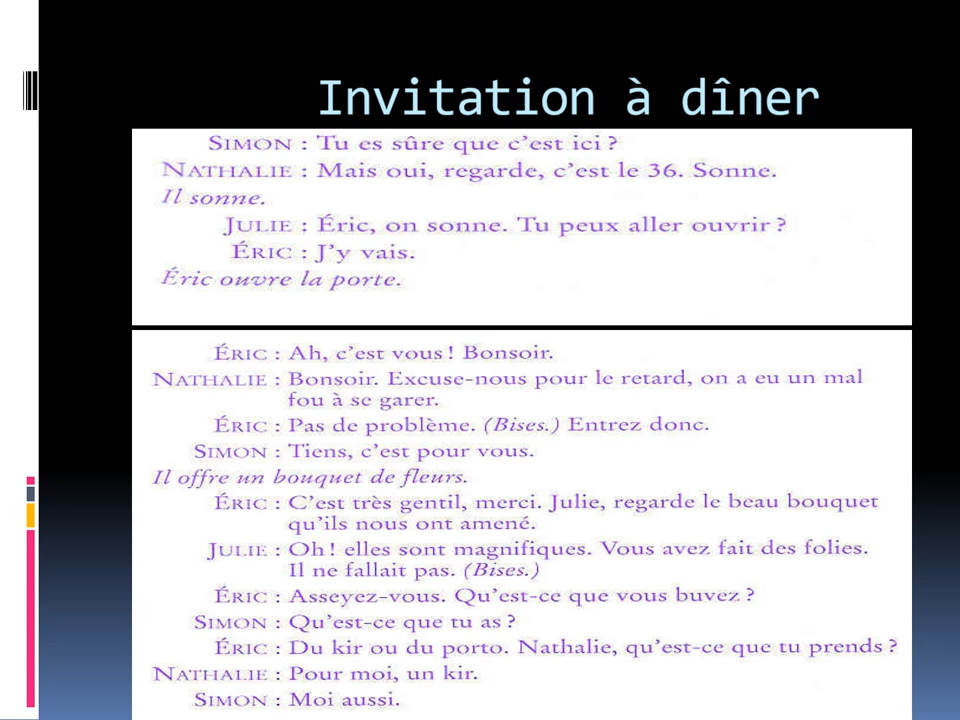 Invitation à dîner
SIMON : Tu es sûre que c'est ici ?
NATHALIE : Mais oui, regarde, c'est le 36. Sonne.
Il sonne.
JULIE : Éric, on sonne. Tu peux aller ouvrir ?
ÉRIC : J'y vais.
Éric ouvre la porte.
ÉRIC : Ah, c'est vous ! Bonsoir.
NATHALIE : Bonsoir. Excuse-nous pour le retard, on a eu un mal
fou à se garer.
ÉRIC : Pas de problème. (Bises.) Entrez donc.
SIMON : Tiens, c'est pour vous.
Il offre un bouquet de fleurs.
ÉRIC : C'est très gentil, merci. Julie, regarde le beau bouquet
qu'ils nous ont amené.
JULIE : Oh ! elles sont magnifiques. Vous avez fait des folies.
Il ne fallait pas. (Bises.)
ÉRIC : Asseyez-vous. Qu'est-ce que vous buvez ?
SIMON : Qu'est-ce que tu as ?
ÉRIC : Du kir ou du porto. Nathalie, qu'est-ce que tu prends ?
NATHALIE : Pour moi, un kir.
SIMON : Moi aussi.